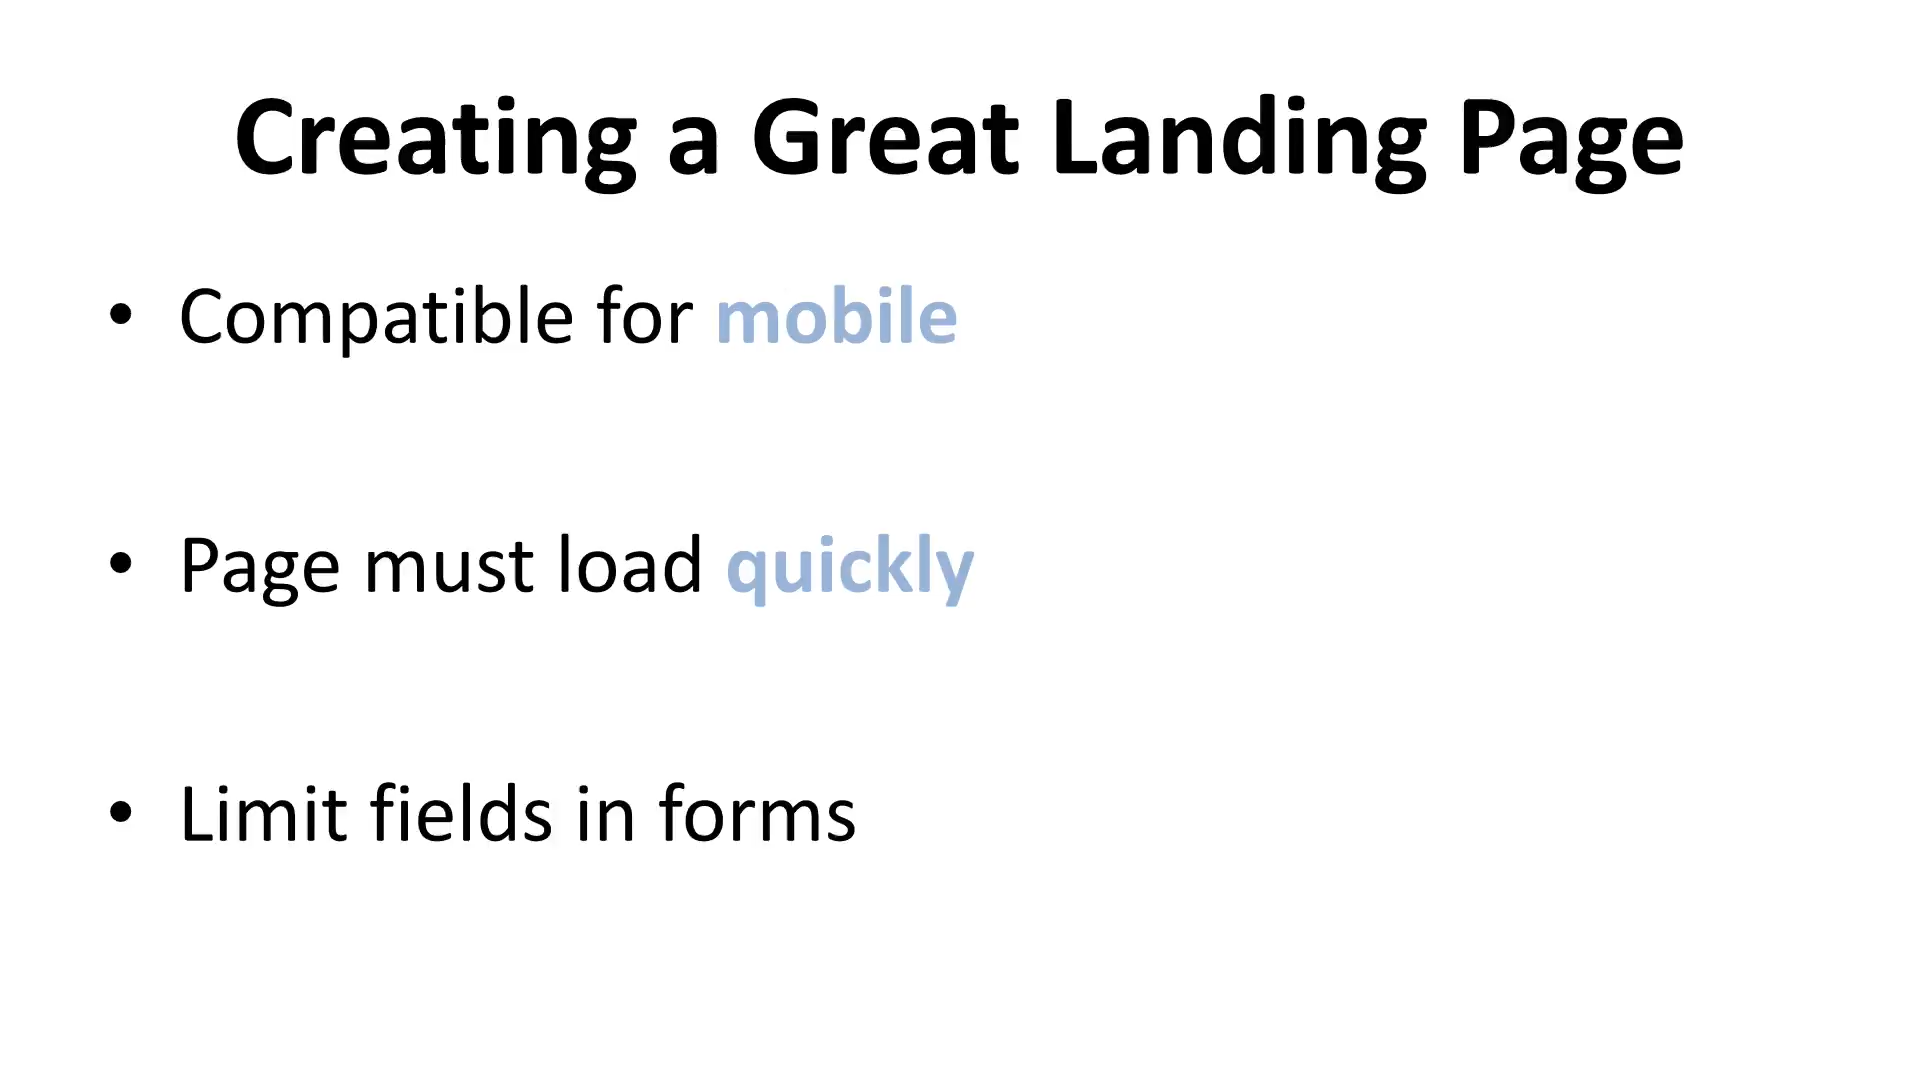 Creating a Great Landing Page
• Compatible for mobile
• Page must load quickly
• Limit fields in forms